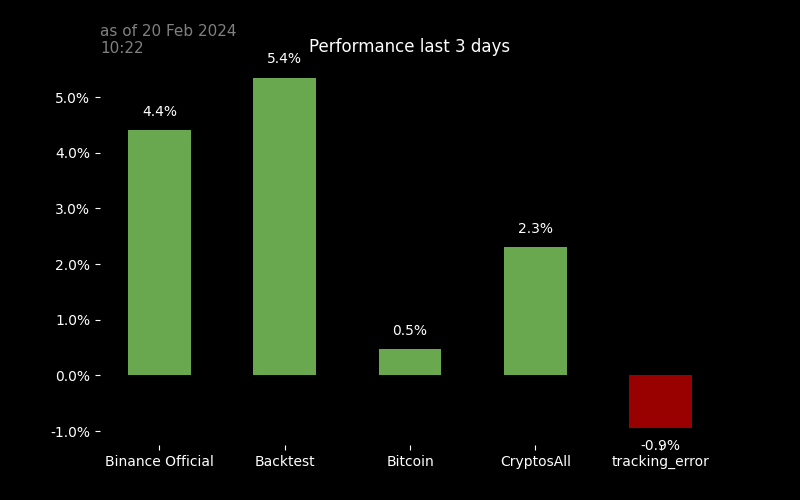 as of 20 Feb 2024
10:22
Performance last 3 days
5.4%
4.4%
2.3%
0.5%
-0.9%
5.0%
4.0%
3.0%
2.0%
1.0%
0.0%
-1.0%
Binance Official
Backtest
Bitcoin
CryptosAll
tracking_error